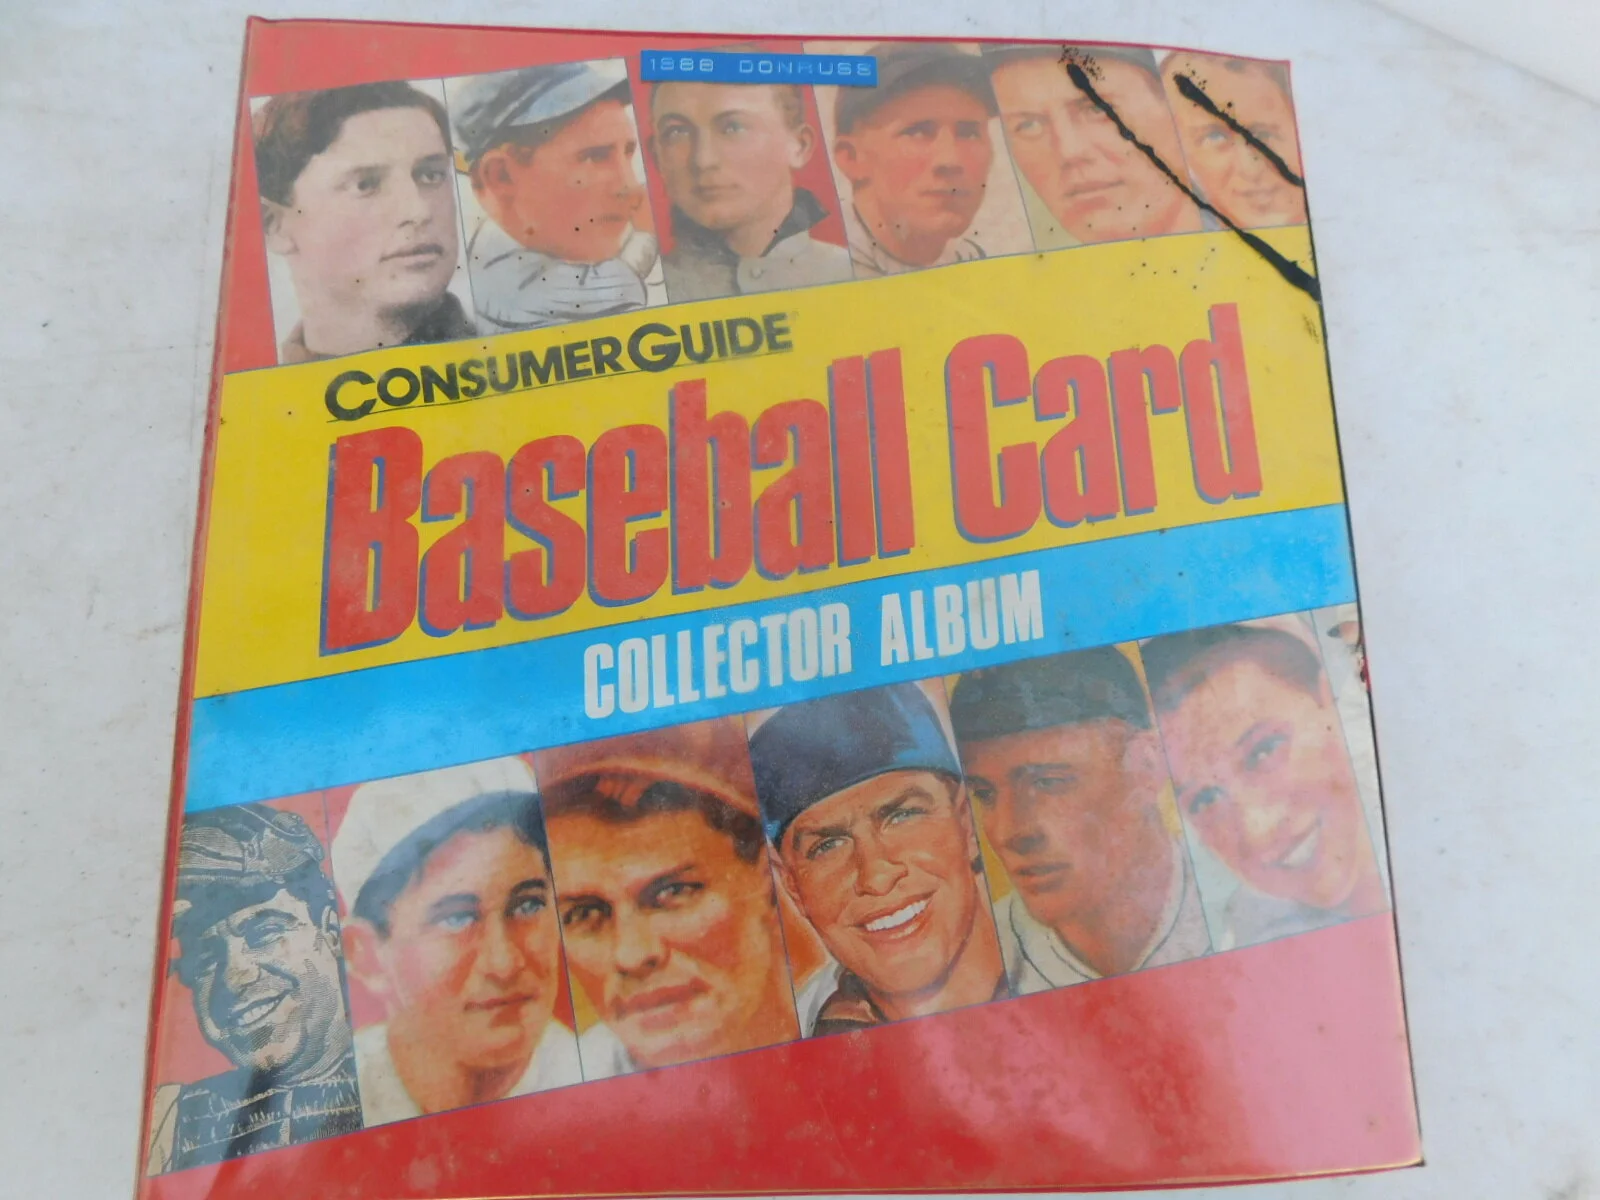 1988 DONRUSS
CONSUMER GUIDE
Baseball Card
COLLECTOR ALBUM